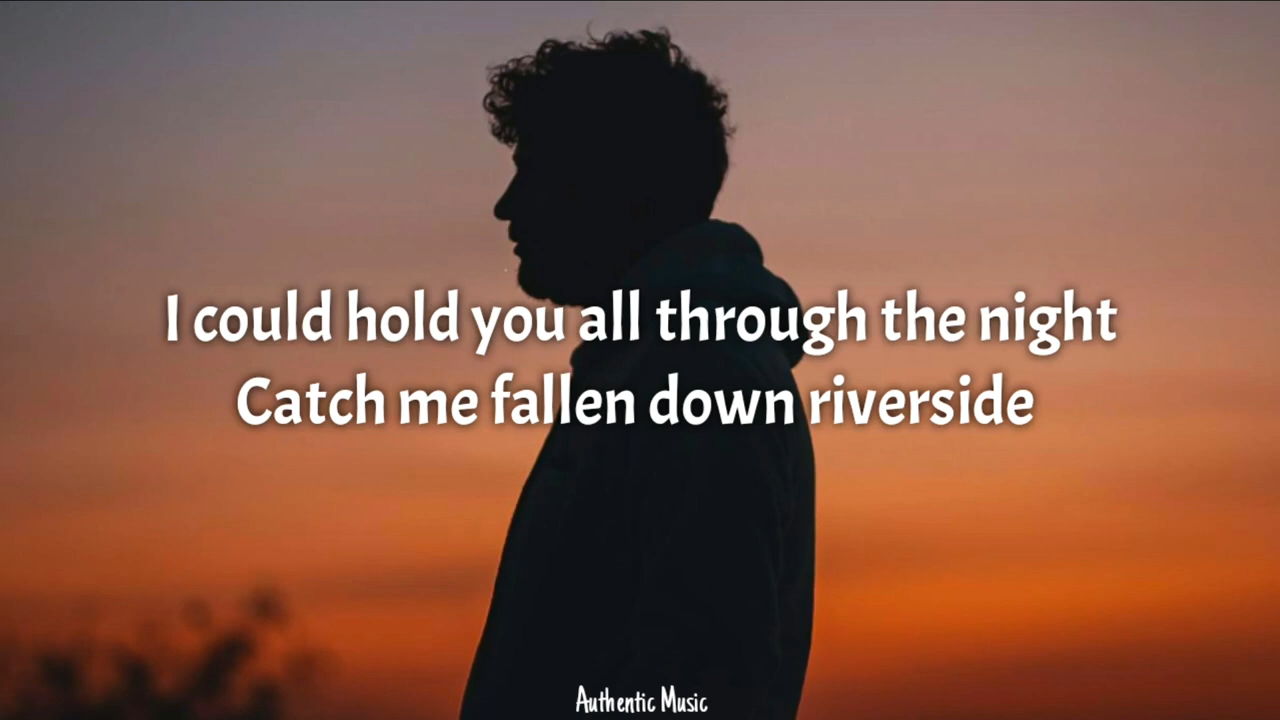 I could hold you all through the night
Catch me fallen down riverside
Authentic Music